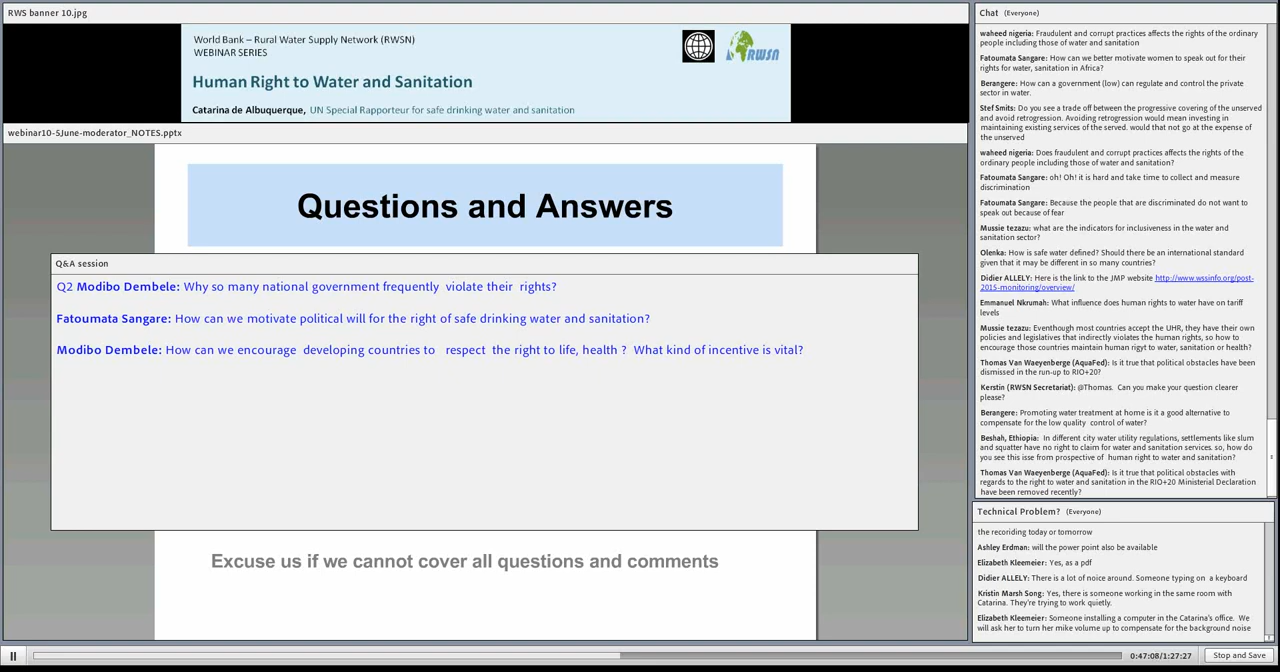 RWS banner 10.jpg
World Bank – Rural Water Supply Network (RWSN)
WEBINAR SERIES
RWSN
Human Right to Water and Sanitation
Catarina de Albuquerque, UN Special Rapporteur for safe drinking water and sanitation
webinar10-5June-moderator_NOTES.pptx
Questions and Answers
Q&A session
Q2 Modibo Dembele: Why so many national government frequently violate their rights?
Fatoumata Sangare: How can we motivate political will for the right of safe drinking water and sanitation?
Modibo Dembele: How can we encourage developing countries to respect the right to life, health ? What kind of incentive is vital?
Excuse us if we cannot cover all questions and comments
Chat (Everyone)
waheed nigeria: Fraudulent and corrupt practices affects the rights of the ordinary
people including those of water and sanitation
Fatoumata Sangare: How can we better motivate women to speak out for their
rights for water, sanitation in Africa?
Berangere: How can a government (low) can regulate and control the private
sector in water.
Stef Smits: Do you see a trade off between the progressive covering of the unserved
and avoid retrogression. Avoiding retrogression would mean investing in
maintaining existing services of the served. would that not go at the expense of
the unserved
waheed nigeria: Does fraudulent and corrupt practices affects the rights of the
ordinary people including those of water and sanitation?
Fatoumata Sangare: oh! Oh! it is hard and take time to collect and measure
discrimination
Fatoumata Sangare: Because the people that are discriminated do not want to
speak out because of fear
Mussie tezazu: what are the indicators for inclusiveness in the water and
sanitation sector?
Olenka: How is safe water defined? Should there be an international standard
given that it may be different in so many countries?
Didier ALLELY: Here is the link to the JMP website http://www.wssinfo.org/post-
2015-monitoring/overview/
Emmanuel Nkrumah: What influence does human rights to water have on tariff
levels
Mussie tezazu: Eventhough most countries accept the UHR, they have their own
policies and legislatives that indirectly violates the human rights, so how to
encourage those countries maintain human rigyt to water, sanitation or health?
Thomas Van Waeyenberge (AquaFed): Is it true that political obstacles have been
dismissed in the run-up to RIO+20?
Kerstin (RWSN Secretariat): @Thomas. Can you make your question clearer
please?
Berangere: Promoting water treatment at home is it a good alternative to
compensate for the low quality control of water?
Beshah, Ethiopia: In different city water utility regulations, settlements like slum
and squatter have no right to claim for water and sanitation services. so, how do
you see this isse from prospective of human right to water and sanitation?
Thomas Van Waeyenberge (AquaFed): Is it true that political obstacles with
regards to the right to water and sanitation in the RIO+20 Ministerial Declaration
have been removed recently?
Technical Problem? (Everyone)
the recoriding today or tomorrow
Ashley Erdman: will the power point also be available
Elizabeth Kleemeier: Yes, as a pdf
Didier ALLELY: There is a lot of noice around. Someone typing on a keyboard
Kristin Marsh Song: Yes, there is someone working in the same room with
Catarina. They're trying to work quietly.
Elizabeth Kleemeier: Someone installing a computer in the Catarina's office. We
will ask her to turn her mike volume up to compensate for the background noise
0:47:08/1:27:27
Stop and Save